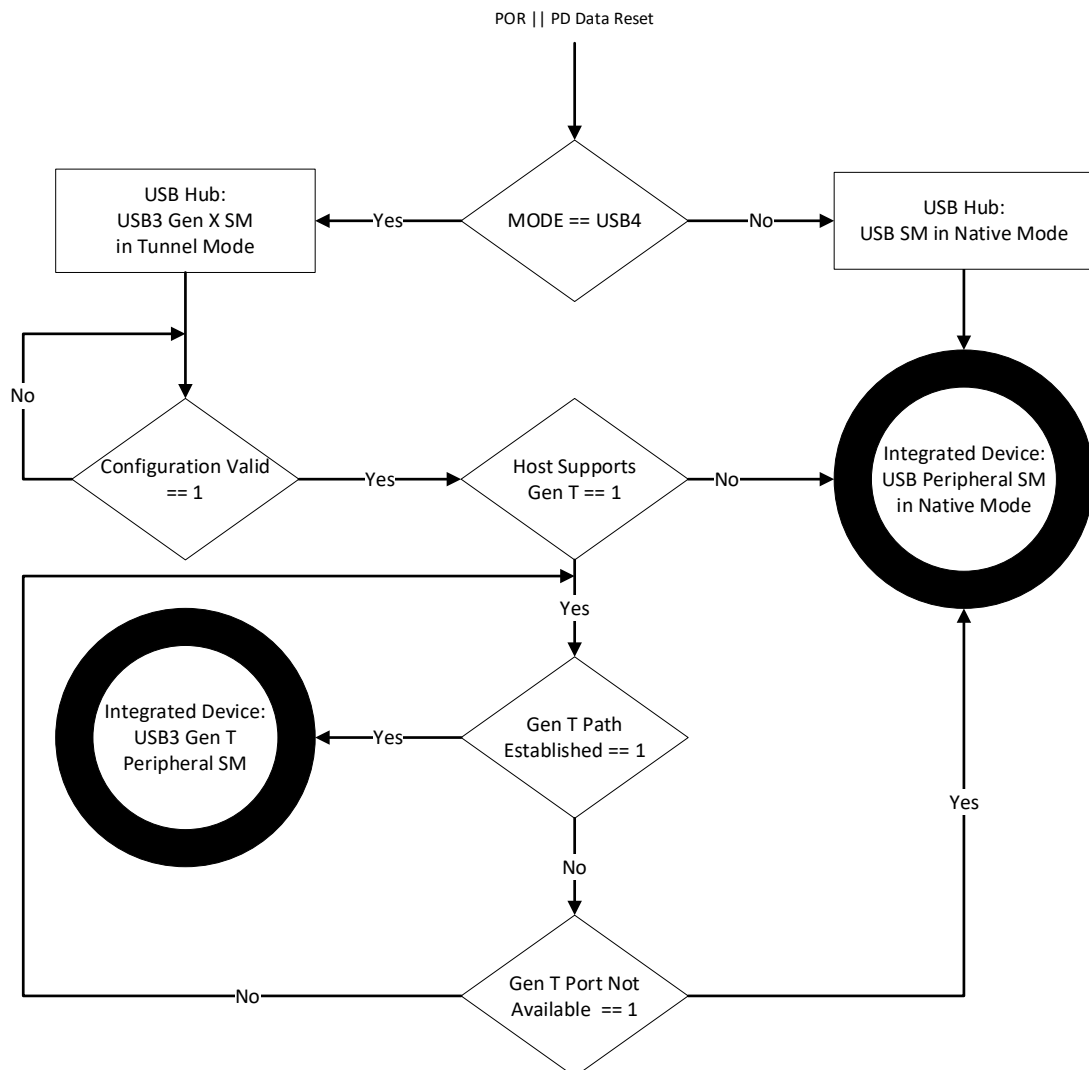 POR || PD Data Reset
USB Hub:
USB3 Gen X SM
in Tunnel Mode
Yes
MODE == USB4
No
USB Hub:
USB SM in Native Mode
No
Configuration Valid
== 1
Yes
Host Supports
Gen T == 1
No
Integrated Device:
USB Peripheral SM
in Native Mode
Yes
Integrated Device:
USB3 Gen T
Peripheral SM
Yes
Gen T Path
Established == 1
Yes
No
No
Gen T Port Not
Available == 1